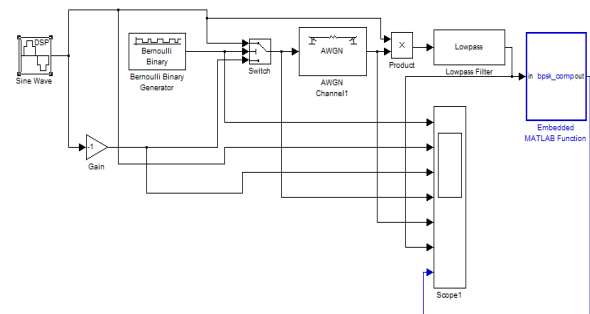 DSP
Sine Wave
Bernoulli
Binary
Bernoulli Binary
Generator
Switch
AWGN
AWGN
Channel1
X
Product
Lowpass
Lowpass Filter
in bpsk_compout
Embedded
MATLAB Function
-1
Gain
Scope1